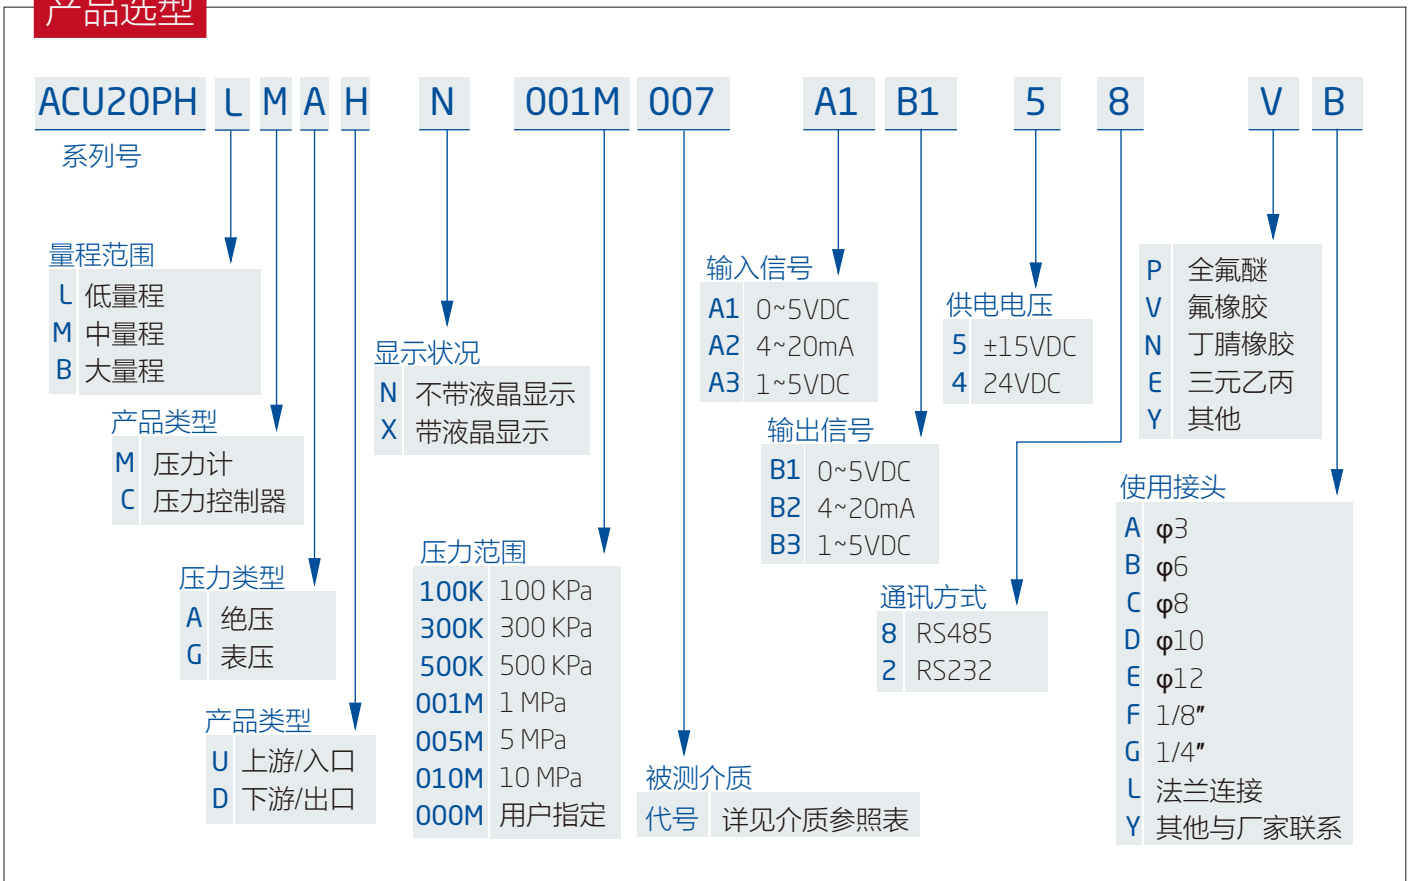 产品选型
ACU20PH L M A H N 001M 007 A1 B1 5 8 V B
系列号
量程范围
L 低量程
M 中量程
B 大量程
产品类型
M 压力计
C 压力控制器
压力类型
A 绝压
G 表压
产品类型
U 上游/入口
D 下游/出口
显示状况
N 不带液晶显示
X 带液晶显示
压力范围
100K 100 KPa
300K 300 KPa
500K 500 KPa
001M 1 MPa
005M 5 MPa
010M 10 MPa
000M 用户指定
被测介质
代号 详见介质参照表
输入信号
A1 0~5VDC
A2 4~20mA
A3 1~5VDC
输出信号
B1 0~5VDC
B2 4~20mA
B3 1~5VDC
供电电压
5 ±15VDC
4 24VDC
通讯方式
8 RS485
2 RS232
P 全氟醚
V 氟橡胶
N 丁腈橡胶
E 三元乙丙
Y 其他
使用接头
A φ3
B φ6
C φ8
D φ10
E φ12
F 1/8″
G 1/4″
L 法兰连接
Y 其他与厂家联系